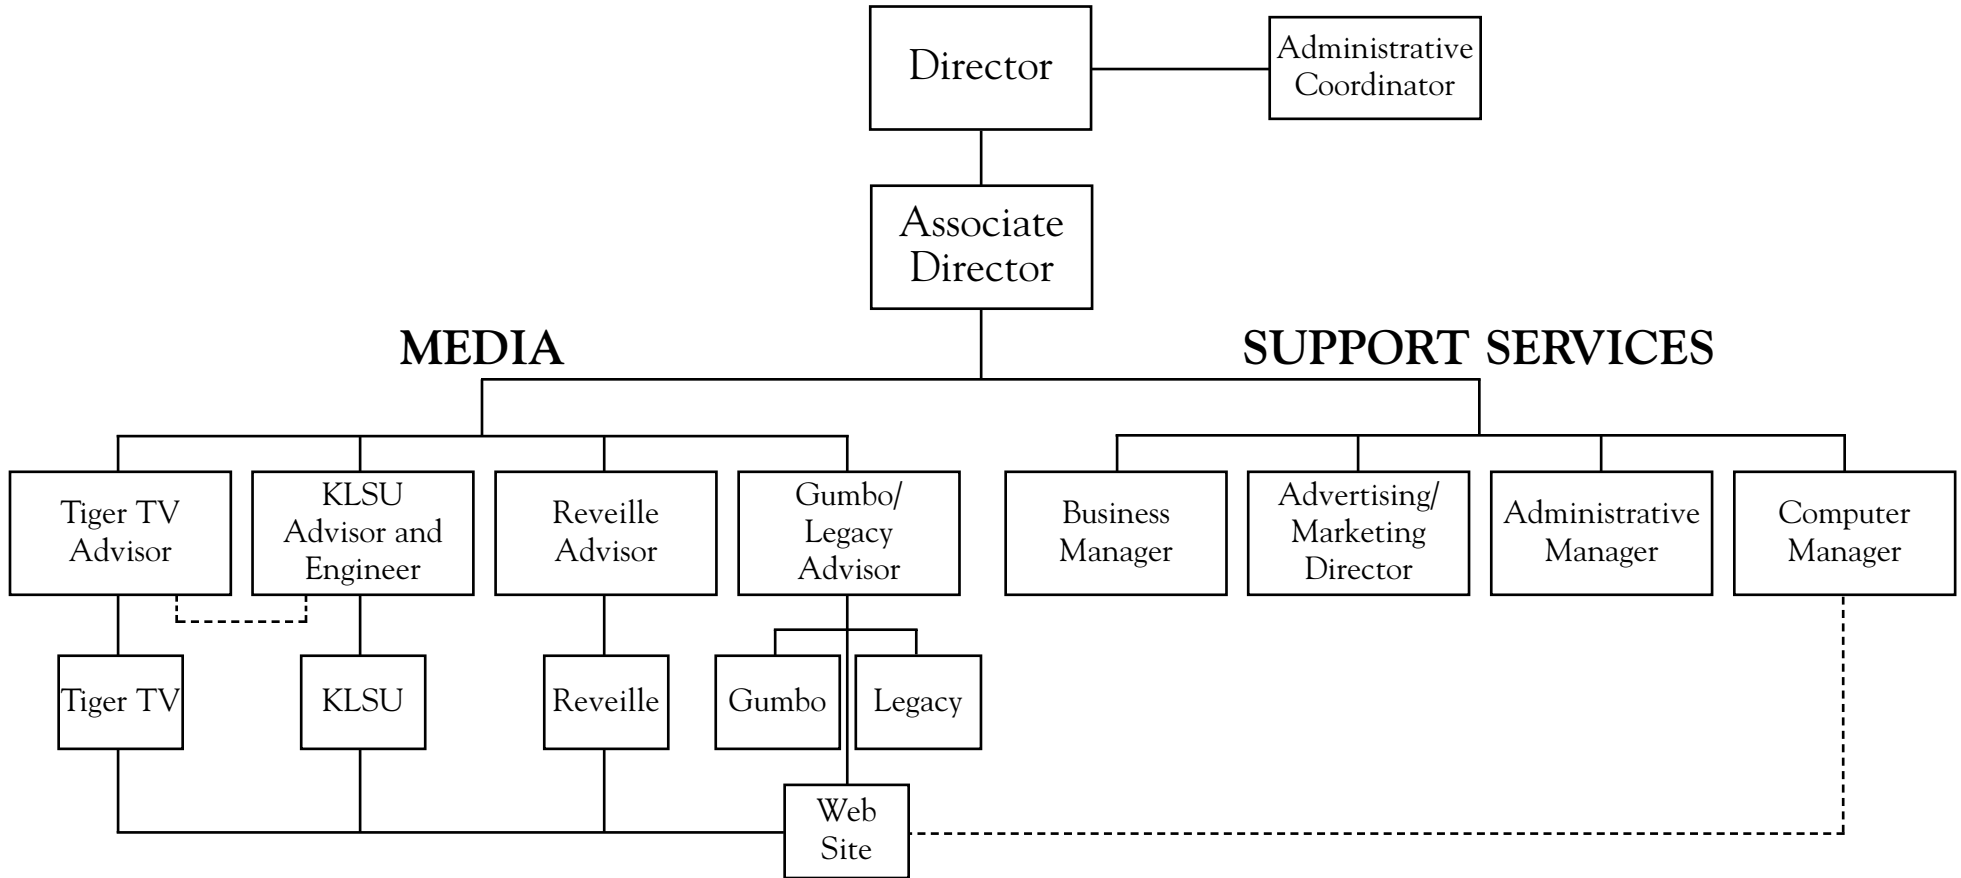 Director
Administrative
Coordinator
Associate
Director
MEDIA
SUPPORT SERVICES
Tiger TV
Advisor
KLSU
Advisor and
Engineer
Reveille
Advisor
Gumbo/
Legacy
Advisor
Business
Manager
Advertising/
Marketing
Director
Administrative
Manager
Computer
Manager
Tiger TV
KLSU
Reveille
Gumbo
Legacy
Web
Site